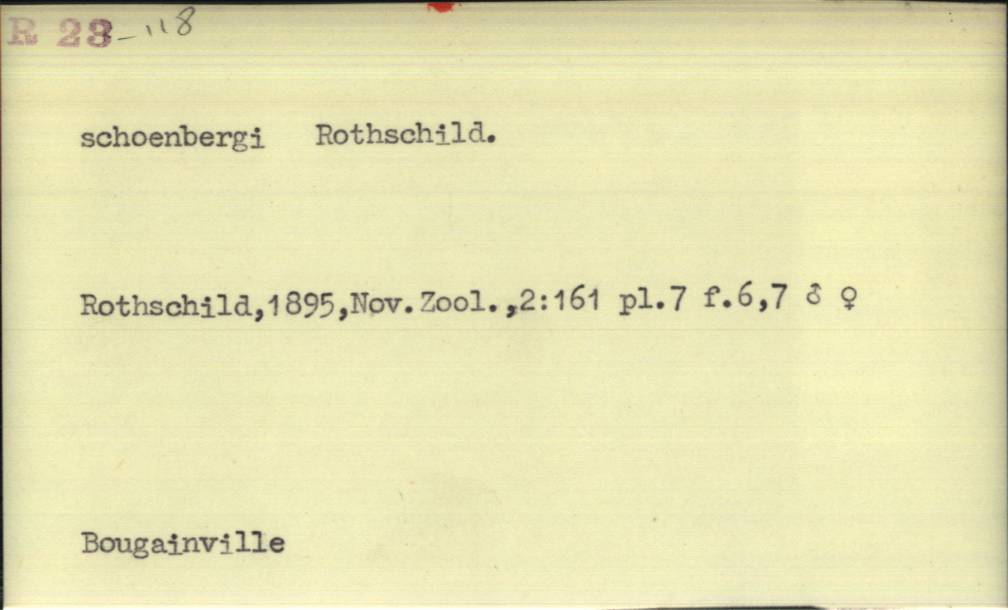 R 23-118
schoenbergi Rothschild.
Rothschild,1895,Nov.Zool.,2:161 pl.7 f.6,7 ♂ ♀
Bougainville